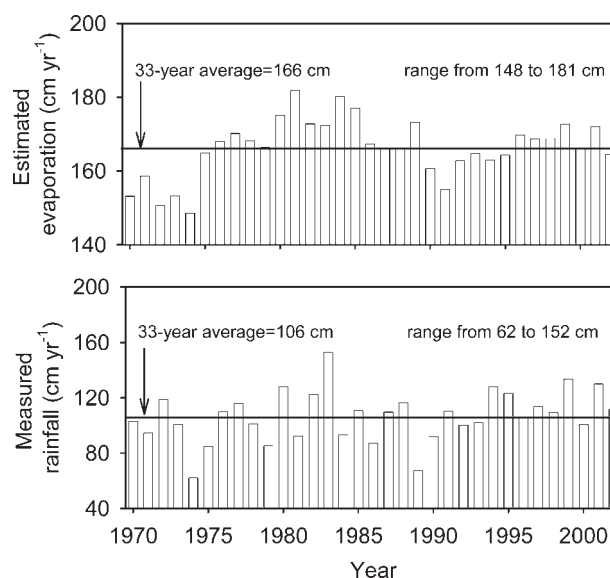 200
180
160
140
Estimated
evaporation (cm yr⁻¹)
33-year average=166 cm
range from 148 to 181 cm
200
160
120
80
40
Measured
rainfall (cm yr⁻¹)
33-year average=106 cm
range from 62 to 152 cm
1970 1975 1980 1985 1990 1995 2000
Year